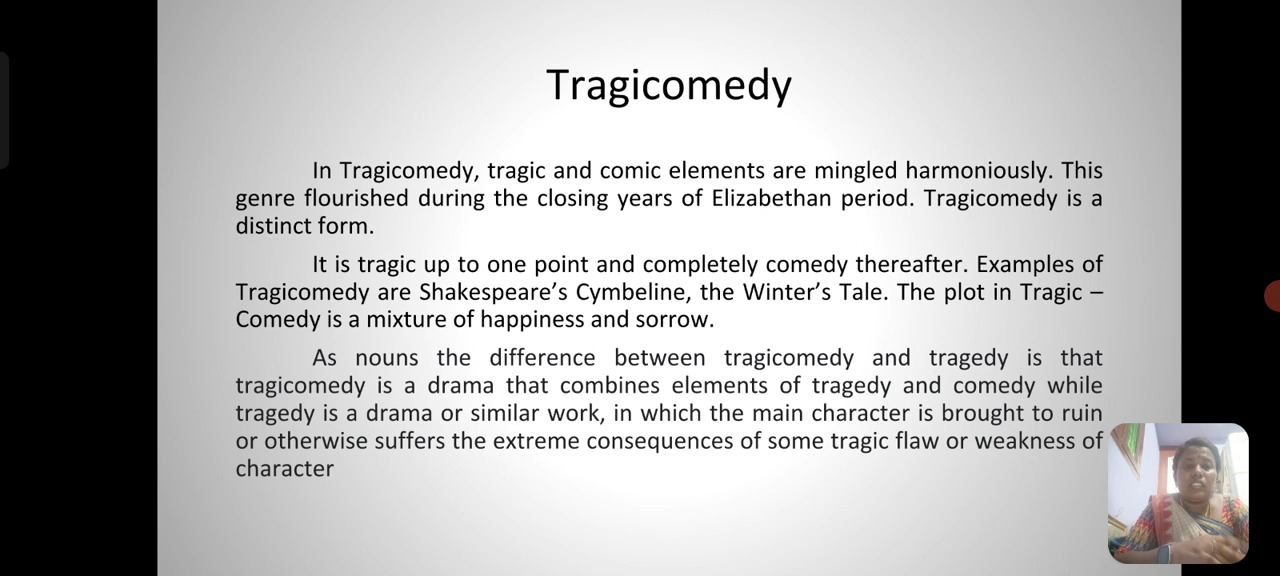 Tragicomedy
In Tragicomedy, tragic and comic elements are mingled harmoniously. This
genre flourished during the closing years of Elizabethan period. Tragicomedy is a
distinct form.
It is tragic up to one point and completely comedy thereafter. Examples of
Tragicomedy are Shakespeare’s Cymbeline, the Winter’s Tale. The plot in Tragic –
Comedy is a mixture of happiness and sorrow.
As nouns the difference between tragicomedy and tragedy is that
tragicomedy is a drama that combines elements of tragedy and comedy while
tragedy is a drama or similar work, in which the main character is brought to ruin
or otherwise suffers the extreme consequences of some tragic flaw or weakness of
character